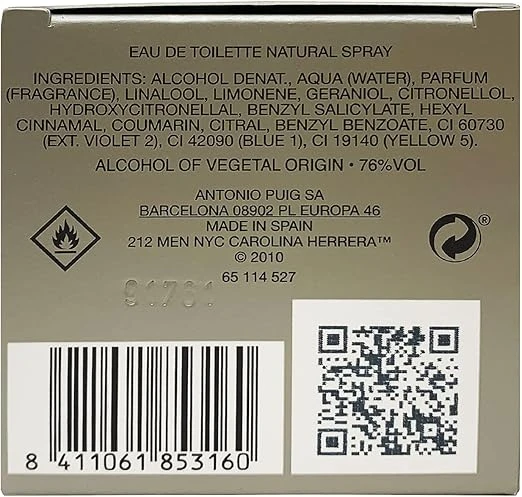 EAU DE TOILETTE NATURAL SPRAY
INGREDIENTS: ALCOHOL DENAT., AQUA (WATER), PARFUM
(FRAGRANCE), LINALOOL, LIMONENE, GERANIOL, CITRONELLOL,
HYDROXYCITRONELLAL, BENZYL SALICYLATE, HEXYL
CINNAMAL, COUMARIN, CITRAL, BENZYL BENZOATE, CI 60730
(EXT. VIOLET 2), CI 42090 (BLUE 1), CI 19140 (YELLOW 5).
ALCOHOL OF VEGETAL ORIGIN • 76%VOL
ANTONIO PUIG SA
BARCELONA 08902 PL EUROPA 46
MADE IN SPAIN
212 MEN NYC CAROLINA HERRERA™
© 2010
65 114 527
®
91761
8 411061 853160